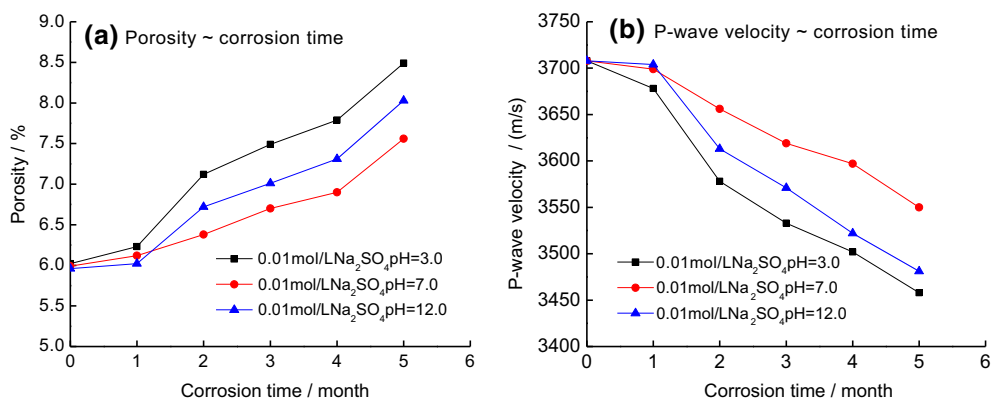 (a) Porosity ~ corrosion time
9.0
8.5
8.0
7.5
7.0
6.5
6.0
5.5
5.0
Porosity / %
0.01mol/LNa₂SO₄pH=3.0
0.01mol/LNa₂SO₄pH=7.0
0.01mol/LNa₂SO₄pH=12.0
0 1 2 3 4 5 6
Corrosion time / month
(b) P-wave velocity ~ corrosion time
3700
3650
3600
3550
3500
3450
3400
P-wave velocity / (m/s)
0.01mol/LNa₂SO₄pH=3.0
0.01mol/LNa₂SO₄pH=7.0
0.01mol/LNa₂SO₄pH=12.0
0 1 2 3 4 5 6
Corrosion time / month